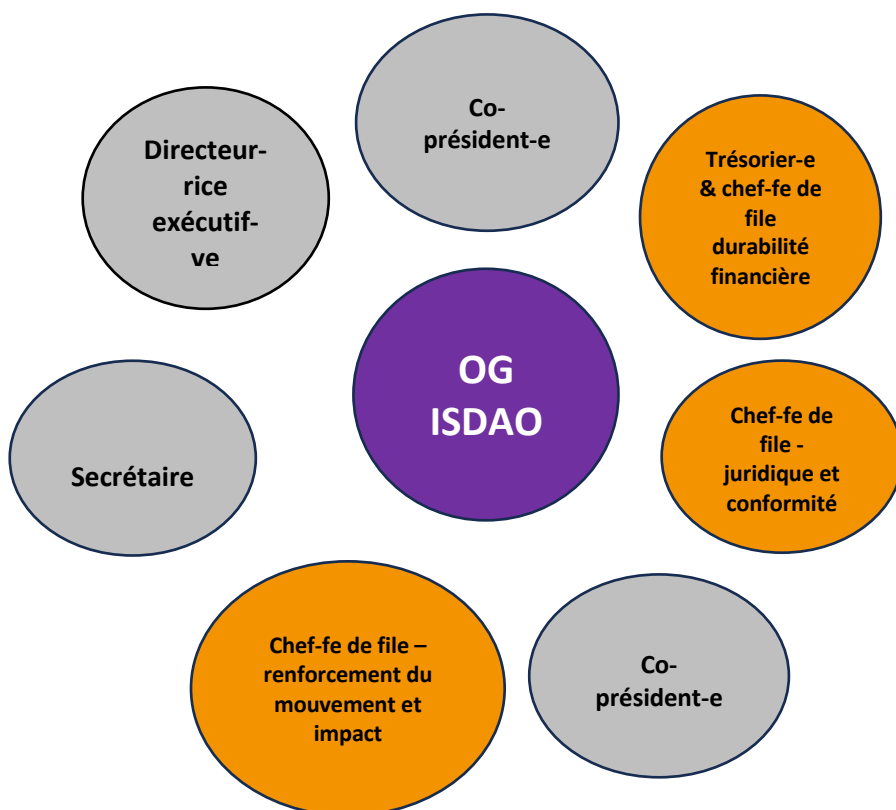 Co-
président-e
Directeur-
rice
exécutif-
ve
Trésorier-e
& chef-fe de
file
durabilité
financière
OG
ISDAO
Chef-fe de
file -
juridique et
conformité
Secrétaire
Chef-fe de file –
renforcement du
mouvement et
impact
Co-
président-e